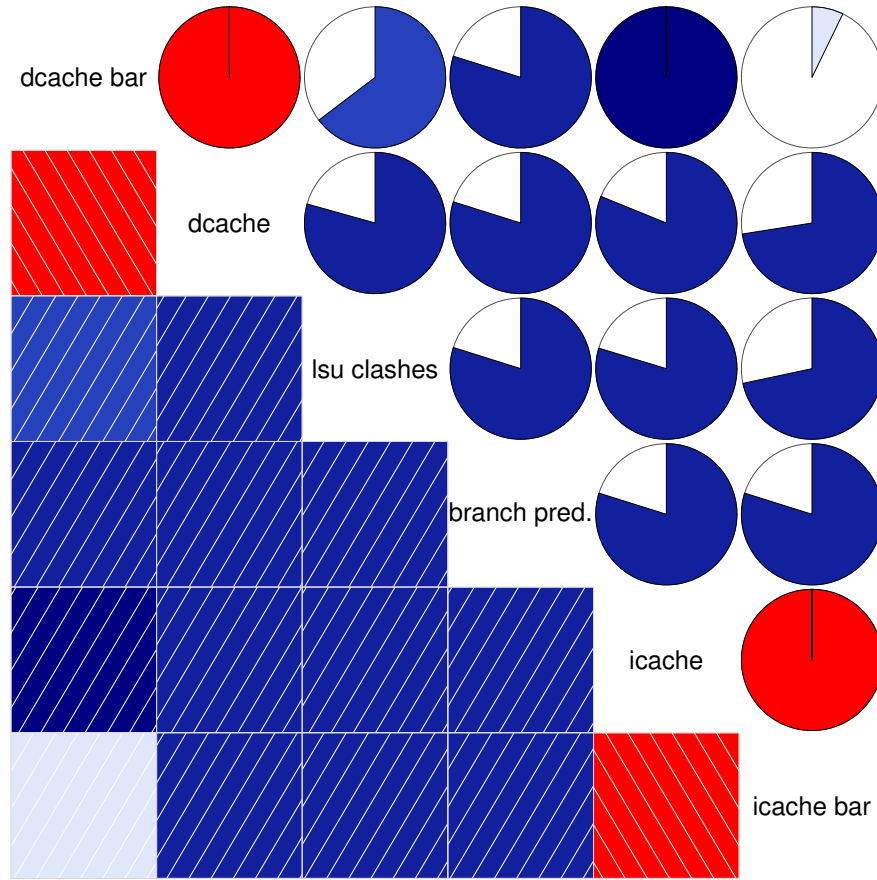 dcache bar
dcache
lsu clashes
branch pred.
icache
icache bar